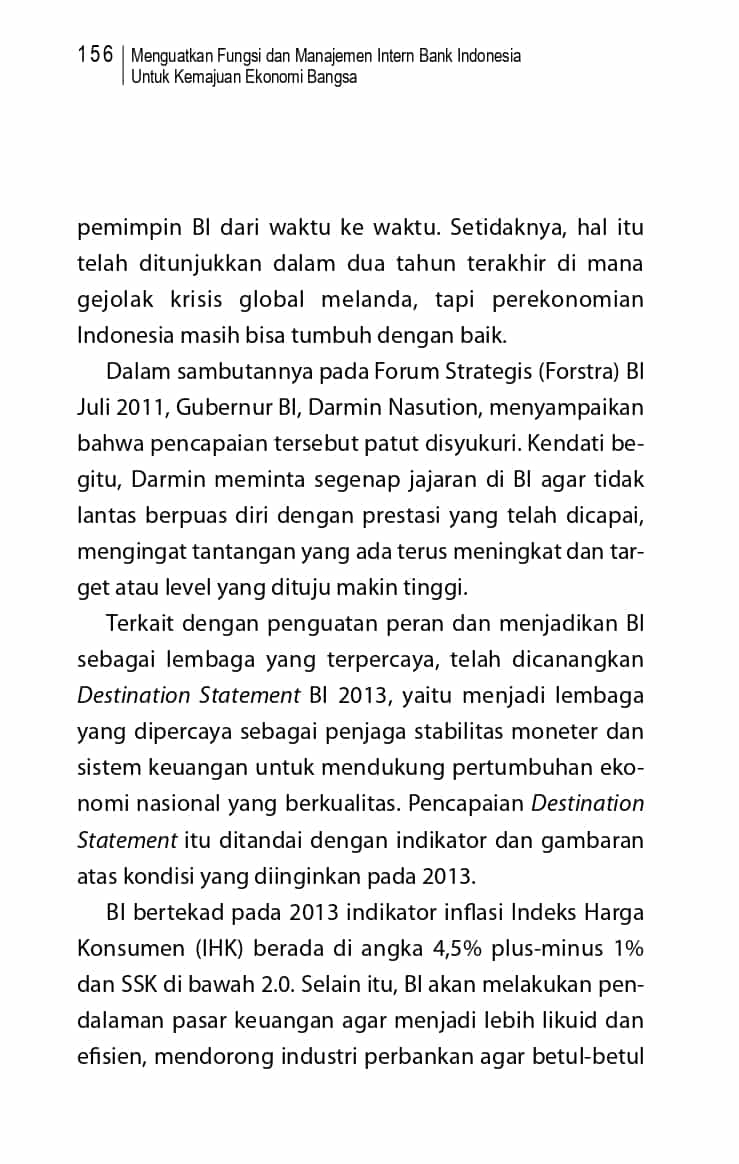 156 Menguatkan Fungsi dan Manajemen Intern Bank Indonesia
Untuk Kemajuan Ekonomi Bangsa
pemimpin BI dari waktu ke waktu. Setidaknya, hal itu
telah ditunjukkan dalam dua tahun terakhir di mana
gejolak krisis global melanda, tapi perekonomian
Indonesia masih bisa tumbuh dengan baik.
Dalam sambutannya pada Forum Strategis (Forstra) BI
Juli 2011, Gubernur BI, Darmin Nasution, menyampaikan
bahwa pencapaian tersebut patut disyukuri. Kendati be-
gitu, Darmin meminta segenap jajaran di BI agar tidak
lantas berpuas diri dengan prestasi yang telah dicapai,
mengingat tantangan yang ada terus meningkat dan tar-
get atau level yang dituju makin tinggi.
Terkait dengan penguatan peran dan menjadikan BI
sebagai lembaga yang terpercaya, telah dicanangkan
Destination Statement BI 2013, yaitu menjadi lembaga
yang dipercaya sebagai penjaga stabilitas moneter dan
sistem keuangan untuk mendukung pertumbuhan eko-
nomi nasional yang berkualitas. Pencapaian Destination
Statement itu ditandai dengan indikator dan gambaran
atas kondisi yang diinginkan pada 2013.
BI bertekad pada 2013 indikator inflasi Indeks Harga
Konsumen (IHK) berada di angka 4,5% plus-minus 1%
dan SSK di bawah 2.0. Selain itu, BI akan melakukan pen-
dalaman pasar keuangan agar menjadi lebih likuid dan
efisien, mendorong industri perbankan agar betul-betul